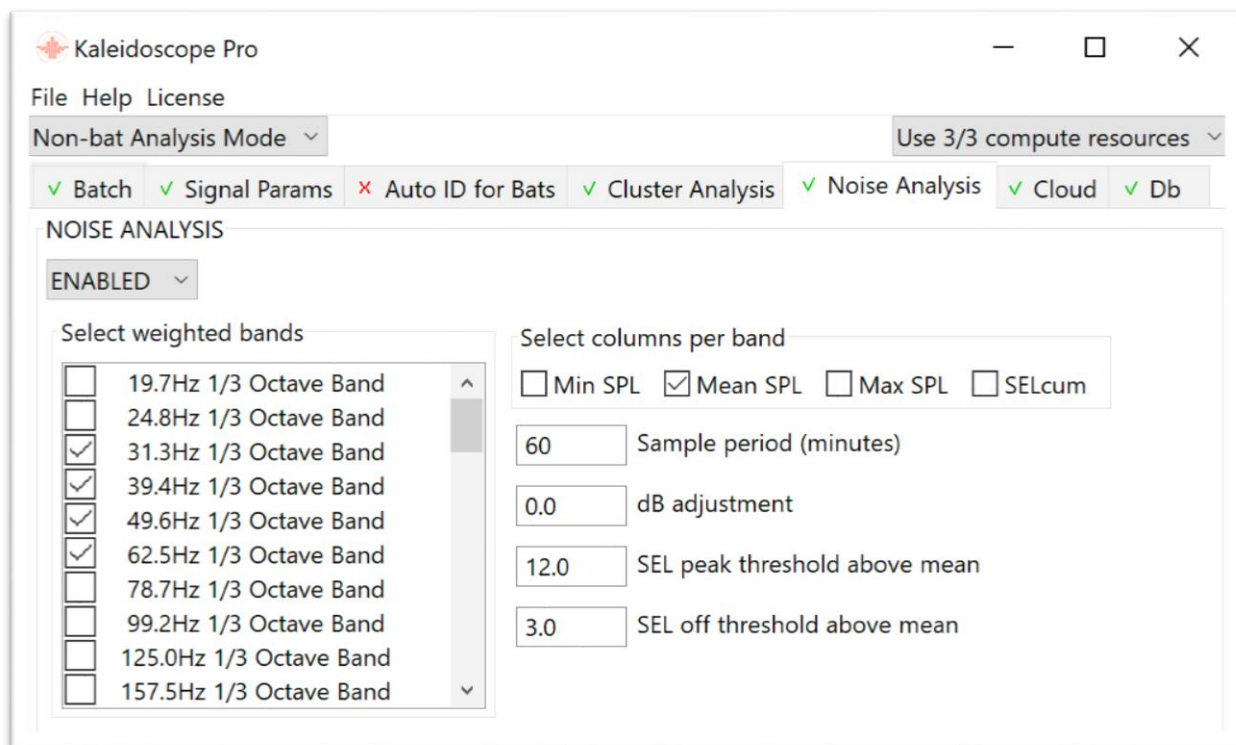 Kaleidoscope Pro
File Help License
Non-bat Analysis Mode
Use 3/3 compute resources
Batch Signal Params Auto ID for Bats Cluster Analysis Noise Analysis Cloud Db
NOISE ANALYSIS
ENABLED
Select weighted bands
19.7Hz 1/3 Octave Band
24.8Hz 1/3 Octave Band
31.3Hz 1/3 Octave Band
39.4Hz 1/3 Octave Band
49.6Hz 1/3 Octave Band
62.5Hz 1/3 Octave Band
78.7Hz 1/3 Octave Band
99.2Hz 1/3 Octave Band
125.0Hz 1/3 Octave Band
157.5Hz 1/3 Octave Band
Select columns per band
Min SPL Mean SPL Max SPL SELcum
60 Sample period (minutes)
0.0 dB adjustment
12.0 SEL peak threshold above mean
3.0 SEL off threshold above mean